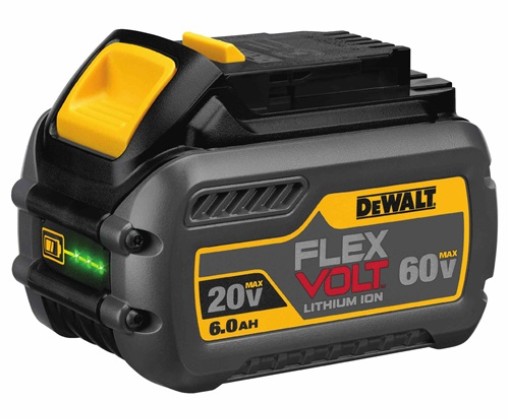 DEWALT
FLEX
VOLT
LITHIUM ION
20V MAX
6.0AH
60V MAX